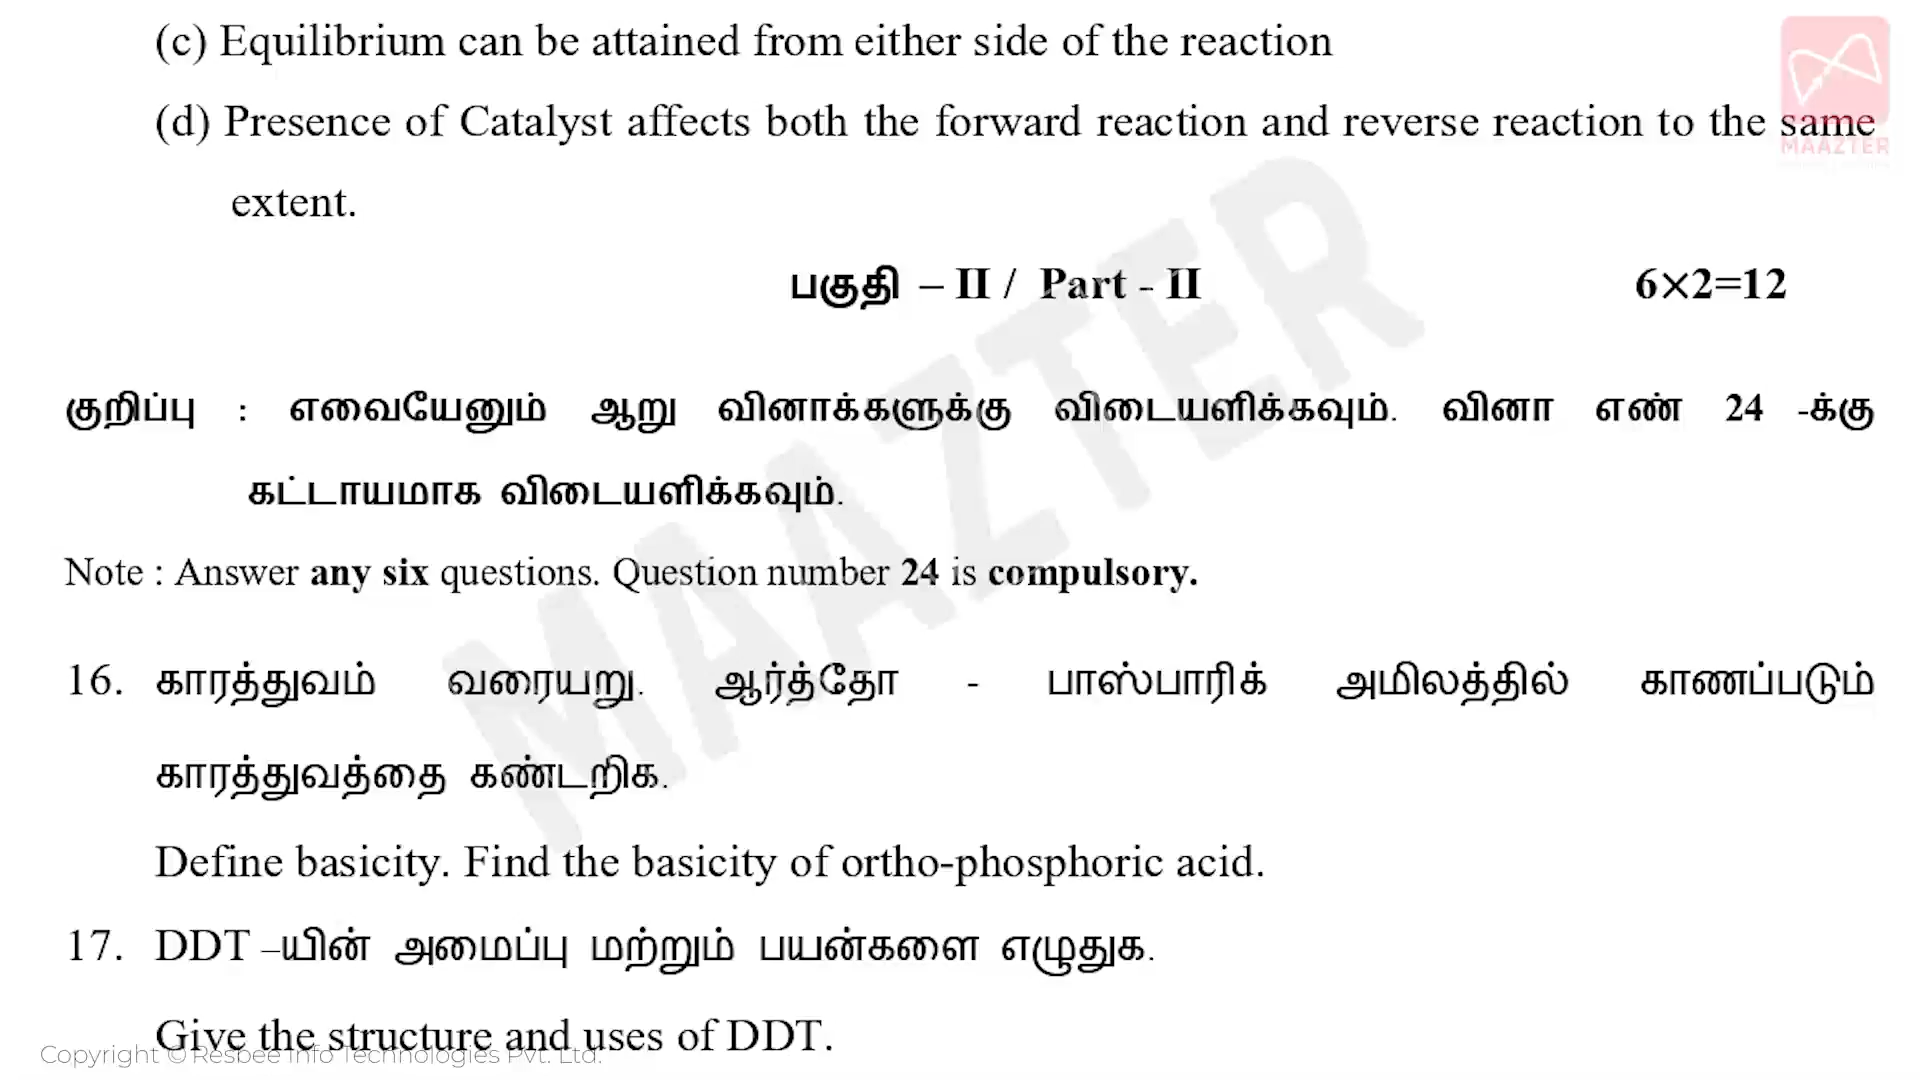 (c) Equilibrium can be attained from either side of the reaction
(d) Presence of Catalyst affects both the forward reaction and reverse reaction to the same
extent.
MAAZTER
பகுதி – II / Part - II 6×2=12
குறிப்பு : எவையேனும் ஆறு வினாக்களுக்கு விடையளிக்கவும். வினா எண் 24 -க்கு
கட்டாயமாக விடையளிக்கவும்.
Note : Answer any six questions. Question number 24 is compulsory.
MAAZTER
16. காரத்துவம் வரையறு. ஆர்த்தோ - பாஸ்பாரிக் அமிலத்தில் காணப்படும்
காரத்துவத்தை கண்டறிக.
Define basicity. Find the basicity of ortho-phosphoric acid.
17. DDT –யின் அமைப்பு மற்றும் பயன்களை எழுதுக.
Give the structure and uses of DDT.
Copyright © Resbee Info Technologies Pvt. Ltd.